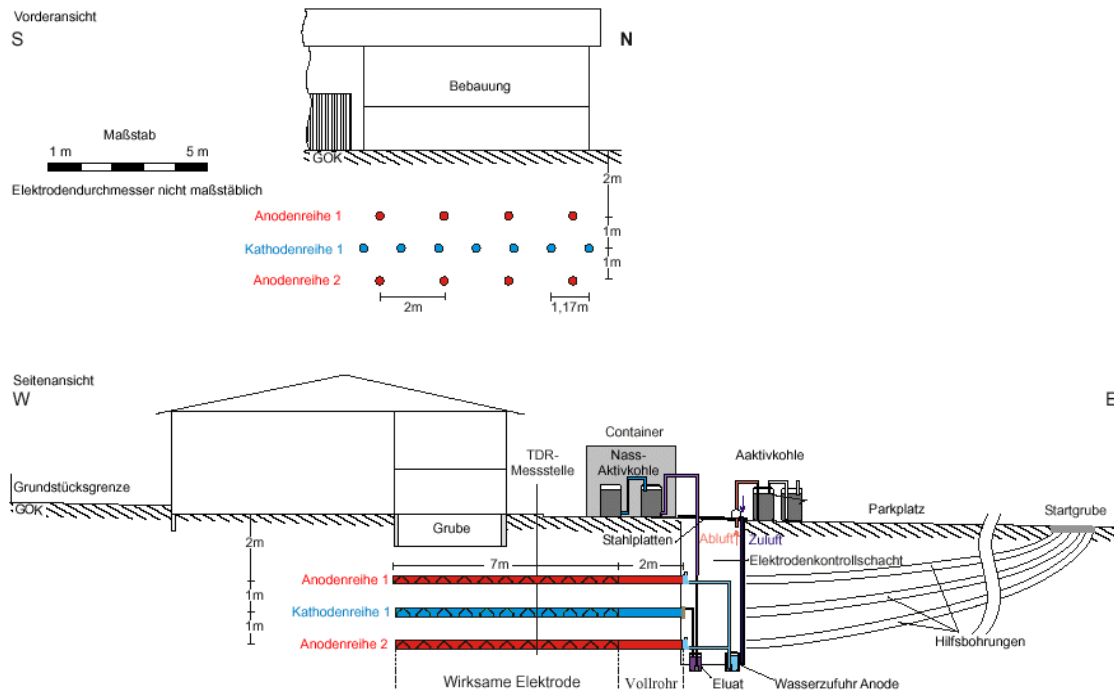 Vorderansicht
S
N
Bebauung
Maßstab
1 m
5 m
GOK
Elektrodendurchmesser nicht maßstäblich
2m
Anodenreihe 1
1m
Kathodenreihe 1
1m
Anodenreihe 2
2m
1,17m
Seitenansicht
W
E
Container
TDR-
Messstelle
Nass-
Aktivkohle
Aaktivkohle
Grundstücksgrenze
GOK
Parkplatz
Startgrube
Grube
Stahlplatten
Abluft
Zuluft
2m
Elektrodenkontrollschacht
7m
2m
Anodenreihe 1
1m
Kathodenreihe 1
1m
Anodenreihe 2
Hilfsbohrungen
Wirksame Elektrode
Vollrohr
Eluat
Wasserzufuhr Anode